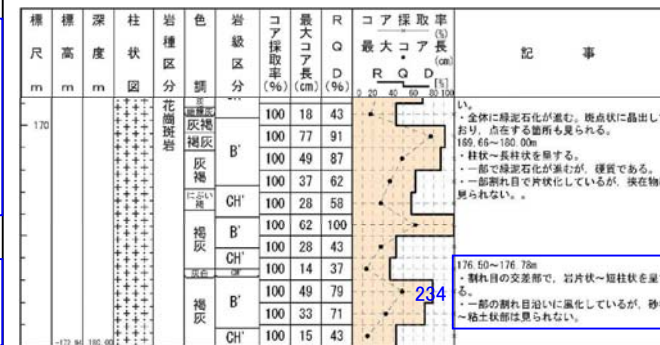 標尺 m
標高 m
深度 m
柱状図
岩種区分
色調
岩級区分
コア採取率(%)
最大コア長(cm)
RQD(%)
コア採取率(%)
最大コア長(cm)
RQD[%]
0 20 40 60 80 100
記事
170
花崗斑岩
灰褐
褐灰
灰褐
にぶい褐
褐灰
褐灰
B'
CH'
B'
CH'
B'
CH'
100 18 43
100 77 91
100 49 87
100 37 62
100 28 58
100 62 100
100 28 43
100 14 37
100 49 79
100 33 71
100 15 43
い。
・全体に緑泥石化が進む。斑点状に晶出して
おり、点在する箇所も見られる。
169.66~180.00m
・柱状~長柱状を呈する。
・一部で緑泥石化が進むが、硬質である。
・一部割れ目で片状化しているが、挟在物
見られない。。
176.50~176.78m
・割れ目の交差部で、岩片状~短柱状を呈
る。
・一部の割れ目沿いに風化しているが、砂
~粘土状部は見られない。
234
180.00